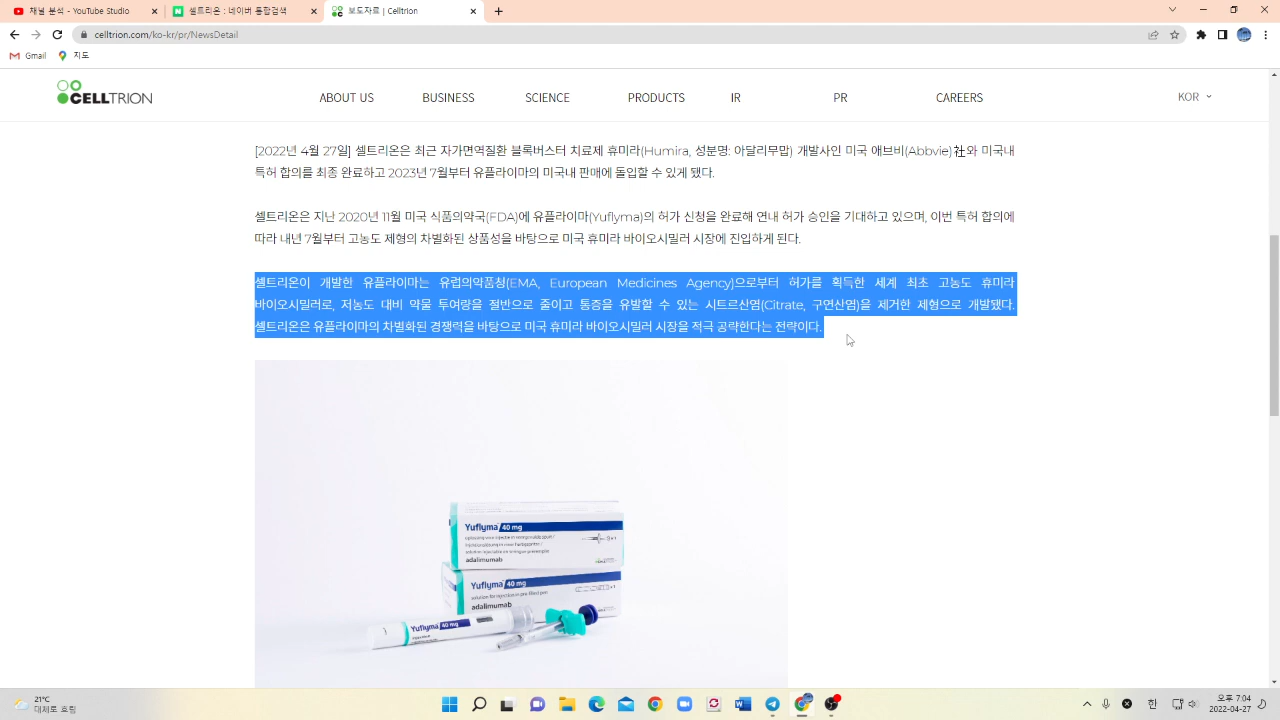 채널 분석 - YouTube Studio
셀트리온 : 네이버 통합검색
보도자료 | Celltrion
celltrion.com/ko-kr/pr/NewsDetail
Gmail
지도
CELLTRION
ABOUT US
BUSINESS
SCIENCE
PRODUCTS
IR
PR
CAREERS
KOR
[2022년 4월 27일] 셀트리온은 최근 자가면역질환 블록버스터 치료제 휴미라(Humira, 성분명: 아달리무맙) 개발사인 미국 애브비(Abbvie)社와 미국내
특허 합의를 최종 완료하고 2023년 7월부터 유플라이마의 미국내 판매에 돌입할 수 있게 됐다.
셀트리온은 지난 2020년 11월 미국 식품의약국(FDA)에 유플라이마(Yuflyma)의 허가 신청을 완료해 연내 허가 승인을 기대하고 있으며, 이번 특허 합의에
따라 내년 7월부터 고농도 제형의 차별화된 상품성을 바탕으로 미국 휴미라 바이오시밀러 시장에 진입하게 된다.
셀트리온이 개발한 유플라이마는 유럽의약품청(EMA, European Medicines Agency)으로부터 허가를 획득한 세계 최초 고농도 휴미라
바이오시밀러로, 저농도 대비 약물 투여량을 절반으로 줄이고 통증을 유발할 수 있는 시트르산염(Citrate, 구연산염)을 제거한 제형으로 개발됐다.
셀트리온은 유플라이마의 차별화된 경쟁력을 바탕으로 미국 휴미라 바이오시밀러 시장을 적극 공략한다는 전략이다.
Yuflyma 40 mg
adalimumab
Yuflyma 40 mg
solution for injection in pre-filled pen
adalimumab
Yuflyma 40 mg
21°C
대체로 흐림
한
오후 7:04
2022-04-27